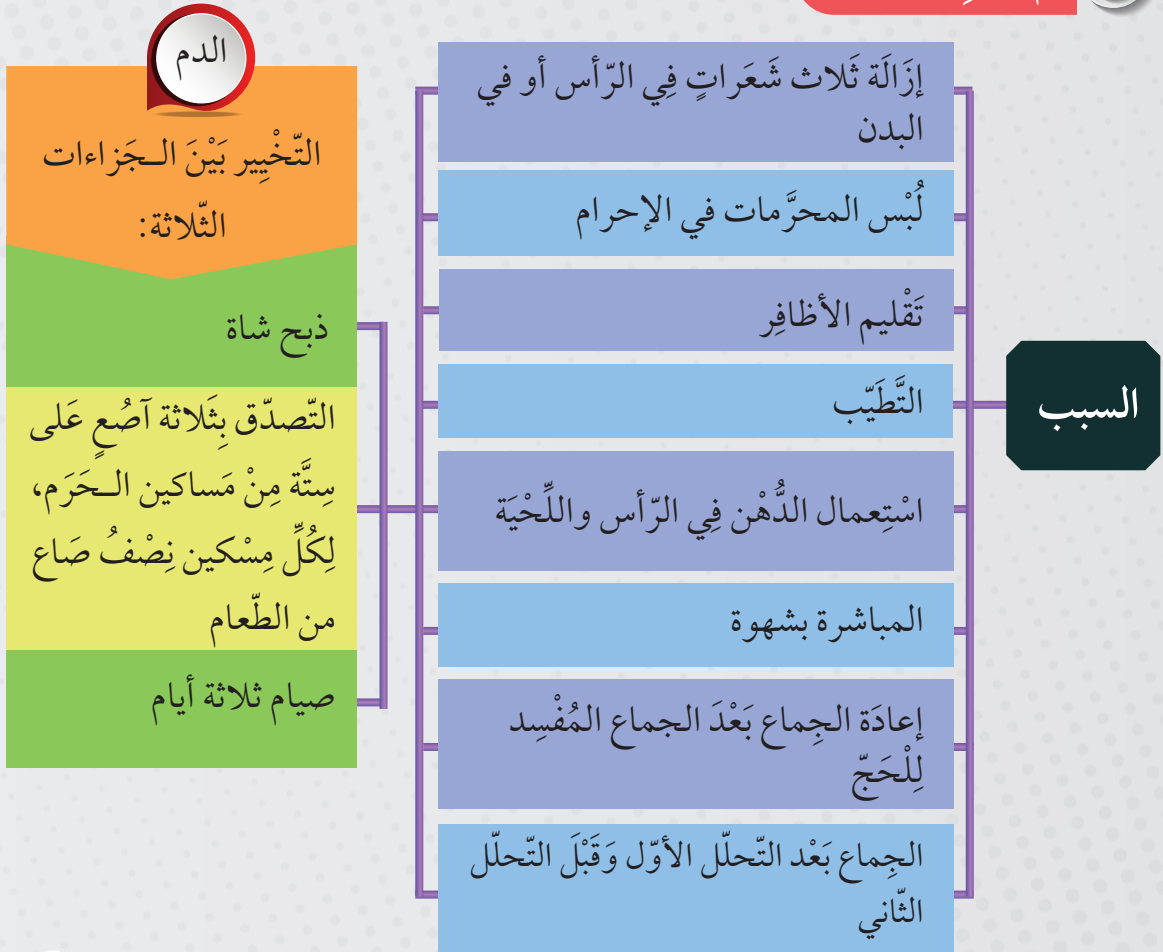 السبب
إزَالَة ثَلاث شَعَراتٍ فِي الرّأس أو في
البدن
لُبْس المحرَّمات في الإحرام
تَقْليم الأظافِر
التَّطَيّب
اسْتِعمال الدُّهْن فِي الرّأس واللِّحْيَة
المباشرة بشهوة
إعادَة الجِماع بَعْدَ الجماع المُفْسِد
لِلْحَجّ
الجِماع بَعْد التّحلّل الأوّل وَقَبْلَ التّحلّل
الثّاني
الدم
التّخْيِير بَيْنَ الـجَزاءات
الثّلاثة:
ذبح شاة
التّصدّق بِثَلاثة آصُعٍ عَلى
سِتَّة مِنْ مَساكين الـحَرَم،
لِكُلِّ مِسْكين نِصْفُ صَاع
من الطّعام
صيام ثلاثة أيام